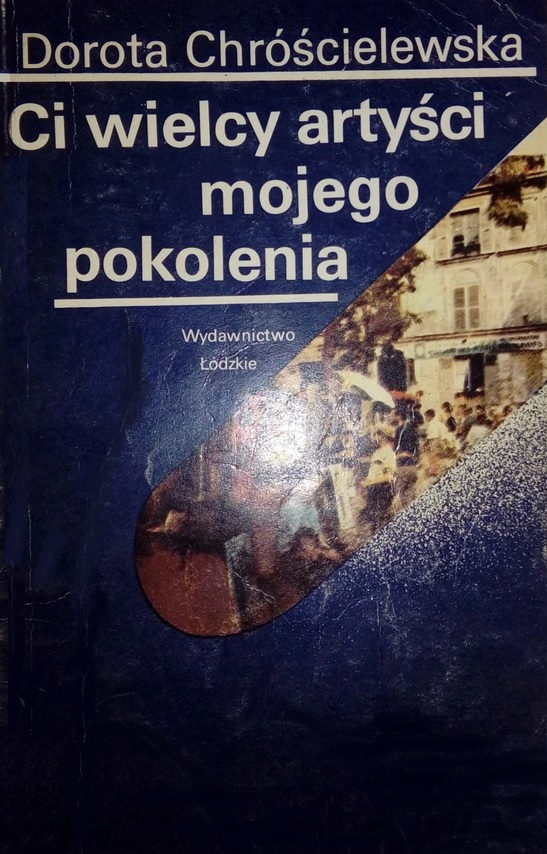 Dorota Chróścielewska
Ci wielcy artyści
mojego
pokolenia
Wydawnictwo
Łódzkie